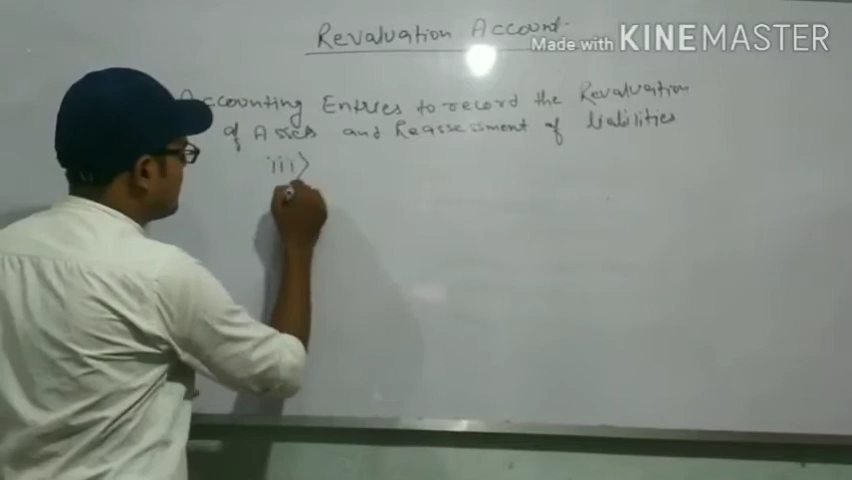 Revaluation Account.
Made with KINEMASTER
Accounting Entries to record the Revaluation
of Assets and Reassessment of liabilities
iii)